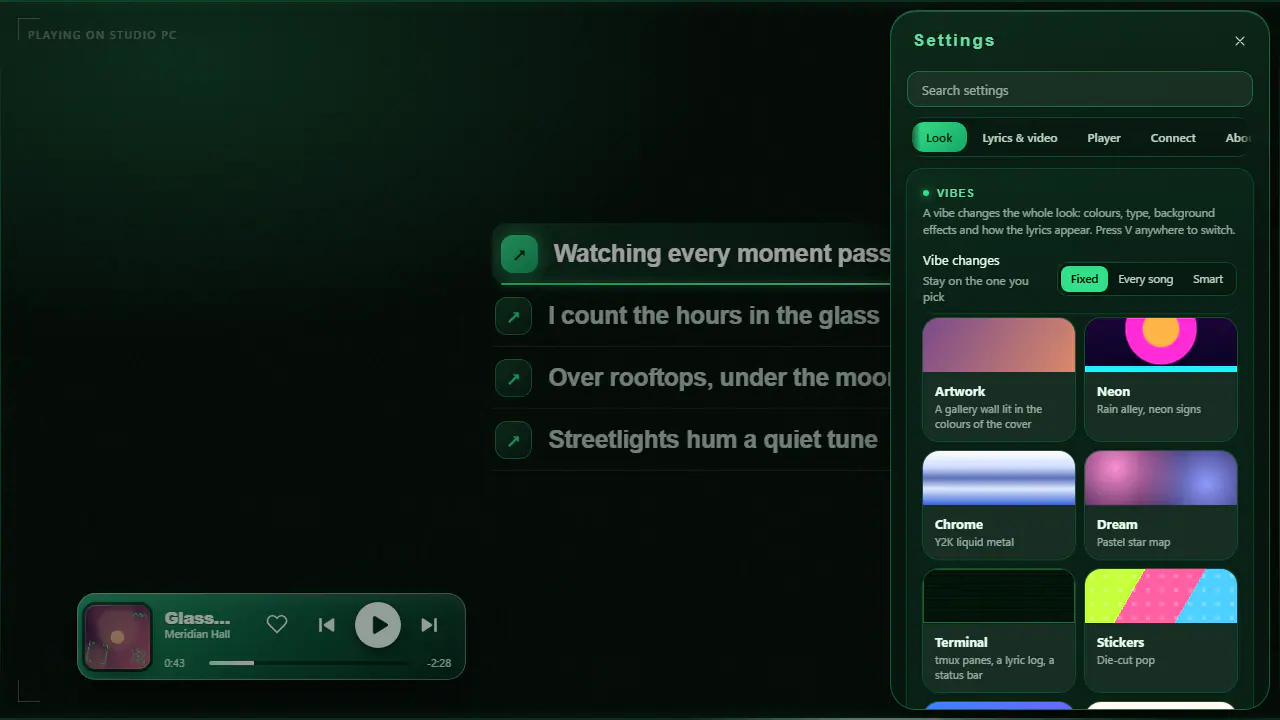 PLAYING ON STUDIO PC
Watching every moment pass
I count the hours in the glass
Over rooftops, under the moon
Streetlights hum a quiet tune
Glass...
Meridian Hall
0:43
-2:28
Settings
Search settings
Look
Lyrics & video
Player
Connect
VIBES
A vibe changes the whole look: colours, type, background
effects and how the lyrics appear. Press V anywhere to switch.
Vibe changes
Stay on the one you
pick
Fixed
Every song
Smart
Artwork
A gallery wall lit in the
colours of the cover
Neon
Rain alley, neon signs
Chrome
Y2K liquid metal
Dream
Pastel star map
Terminal
tmux panes, a lyric log, a
status bar
Stickers
Die-cut pop